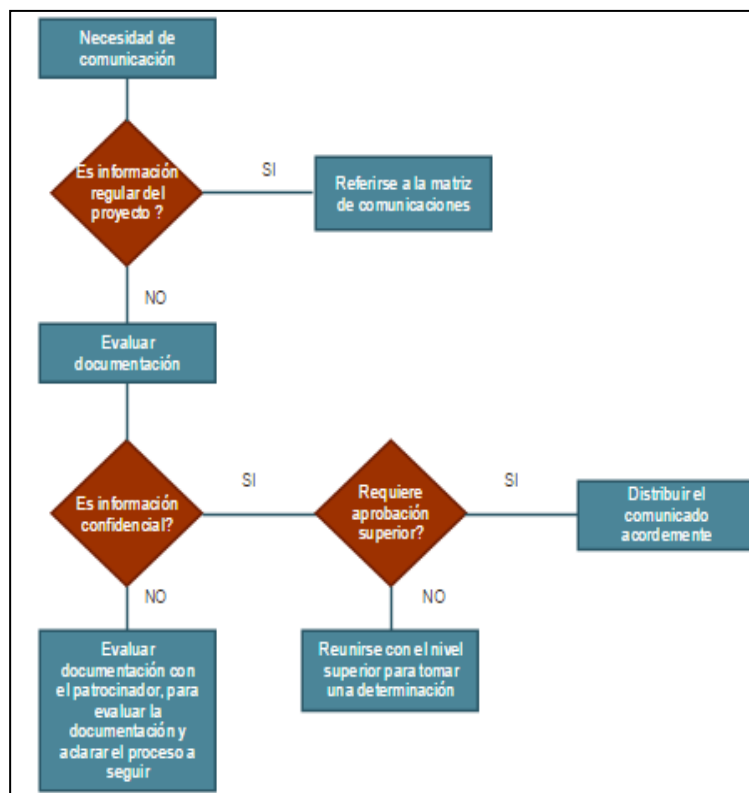 Necesidad de
comunicación
Es información
regular del
proyecto ?
SI
Referirse a la matriz
de comunicaciones
NO
Evaluar
documentación
Es información
confidencial?
SI
Requiere
aprobación
superior?
SI
Distribuir el
comunicado
acordemente
NO
Evaluar
documentación con
el patrocinador, para
evaluar la
documentación y
aclarar el proceso a
seguir
NO
Reunirse con el nivel
superior para tomar
una determinación